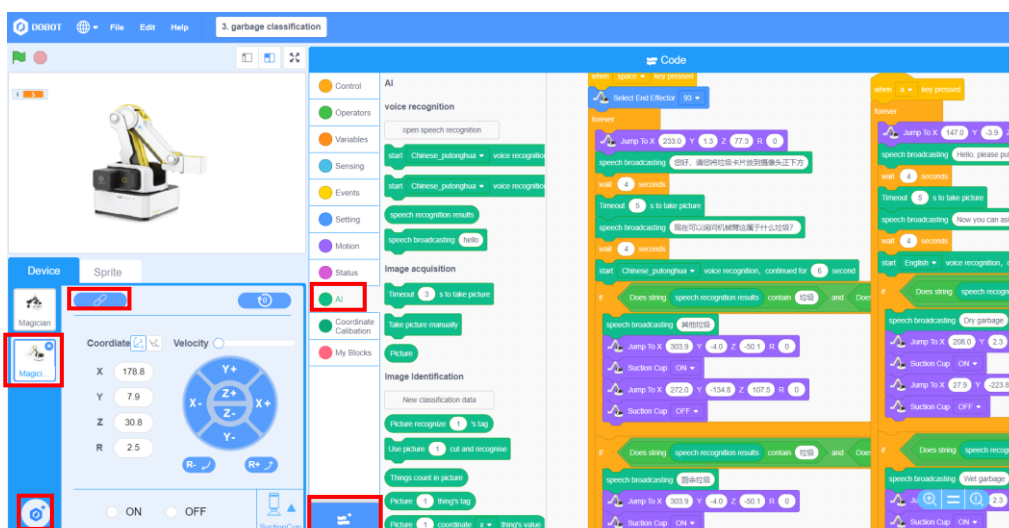 DOBOT
File Edit Help
3. garbage classification
Code
5
Control
Operators
Variables
Sensing
Events
Setting
Motion
Status
AI
Coordinate
Calibation
My Blocks
AI
voice recognition
open speech recognition
start Chinese_putonghua voice recognitio
start Chinese_putonghua voice recognitio
speech recognition results
speech broadcasting hello
Image acquisition
Timeout 3 s to take picture
Take picture manually
Picture
Image Identification
New classification data
Picture recognize 1 's tag
Use picture 1 cut and recognise
Things count in picture
Picture 1 thing's tag
Picture 1 coordinate x thing's value
Device Sprite
Magician
Magici...
Coordiate Velocity
X 178.8
Y 7.9
Z 30.8
R 2.5
Y+
X- Z+ X+
Z-
Y-
R- R+
ON OFF
SuctionCup
when space key pressed
Select End Effector 93
forever
Jump To X 233.0 Y 1.3 Z 77.3 R 0
speech broadcasting 您好，请您将垃圾卡片放到摄像头正下方
wait 4 seconds
Timeout 5 s to take picture
speech broadcasting 现在可以询问机械臂这属于什么垃圾？
wait 4 seconds
start Chinese_putonghua voice recognition, continued for 6 second
if Does string speech recognition results contain 垃圾 and Doe
speech broadcasting 其他垃圾
Jump To X 303.9 Y -4.0 Z -50.1 R 0
Suction Cup ON
Jump To X 272.0 Y -134.8 Z 107.5 R 0
Suction Cup OFF
if Does string speech recognition results contain 垃圾 and Doe
speech broadcasting 厨余垃圾
Jump To X 303.9 Y -4.0 Z -50.1 R 0
Suction Cup ON
when a key pressed
forever
Jump To X 147.0 Y -3.9 Z
speech broadcasting Hello, please pu
wait 4 seconds
Timeout 5 s to take picture
speech broadcasting Now you can asl
wait 4 seconds
start English voice recognition, c
if Does string speech recogn
speech broadcasting Dry garbage
Jump To X 208.0 Y 2.3
Suction Cup ON
Jump To X 27.9 Y -223.8
Suction Cup OFF
if Does string speech recogn
speech broadcasting Wet garbage
2.3
Suction Cup ON